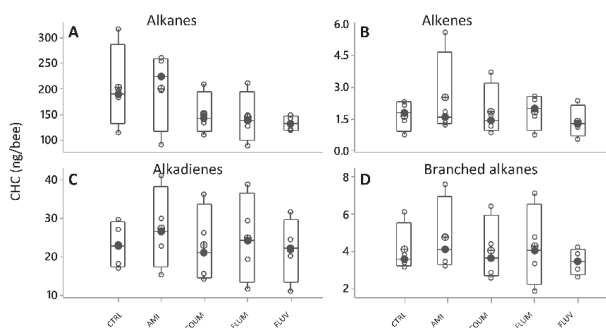 Alkanes
Alkenes
A
B
300
250
200
150
100
6.0
4.5
3.0
1.5
0.0
CHC (ng/bee)
Alkadienes
Branched alkanes
C
D
40
30
20
10
8
6
4
2
CTRL
AMI
COUM
FLUM
FLUV
CTRL
AMI
COUM
FLUM
FLUV